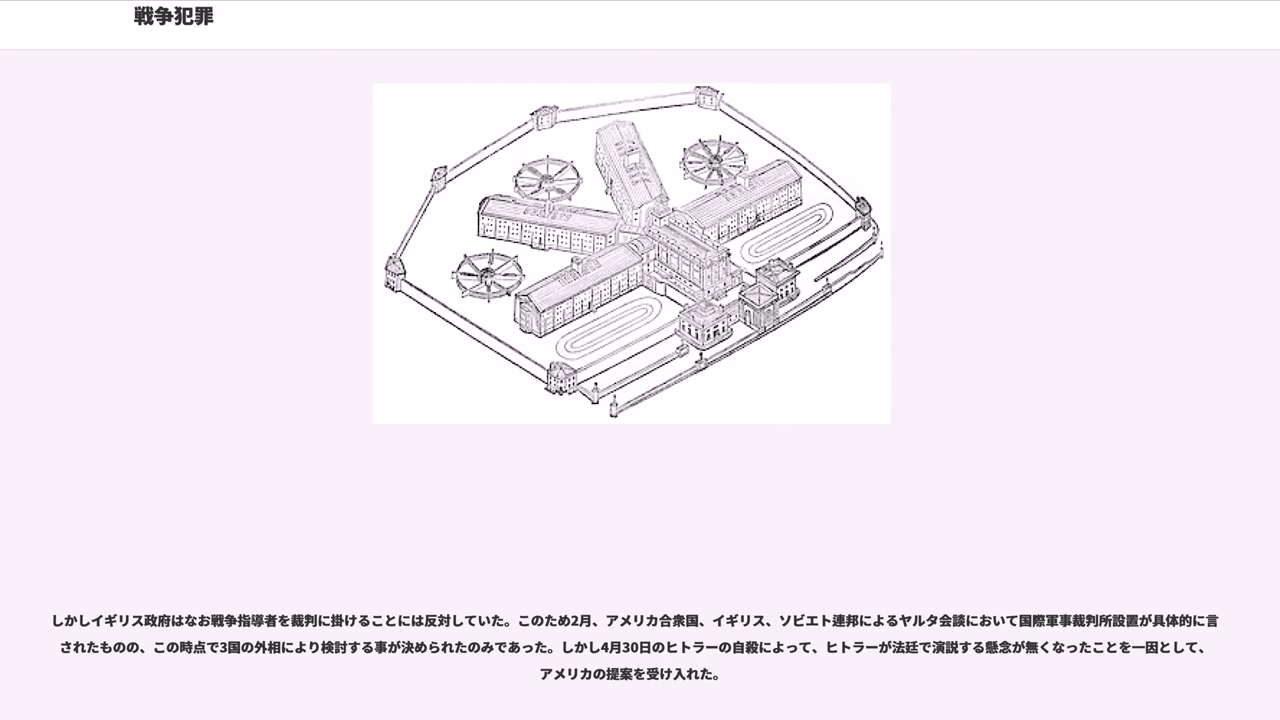 戦争犯罪
しかしイギリス政府はなお戦争指導者を裁判に掛けることには反対していた。このため2月、アメリカ合衆国、イギリス、ソビエト連邦によるヤルタ会談において国際軍事裁判所設置が具体的に言
されたものの、この時点で3国の外相により検討する事が決められたのみであった。しかし4月30日のヒトラーの自殺によって、ヒトラーが法廷で演説する懸念が無くなったことを一因として、
アメリカの提案を受け入れた。